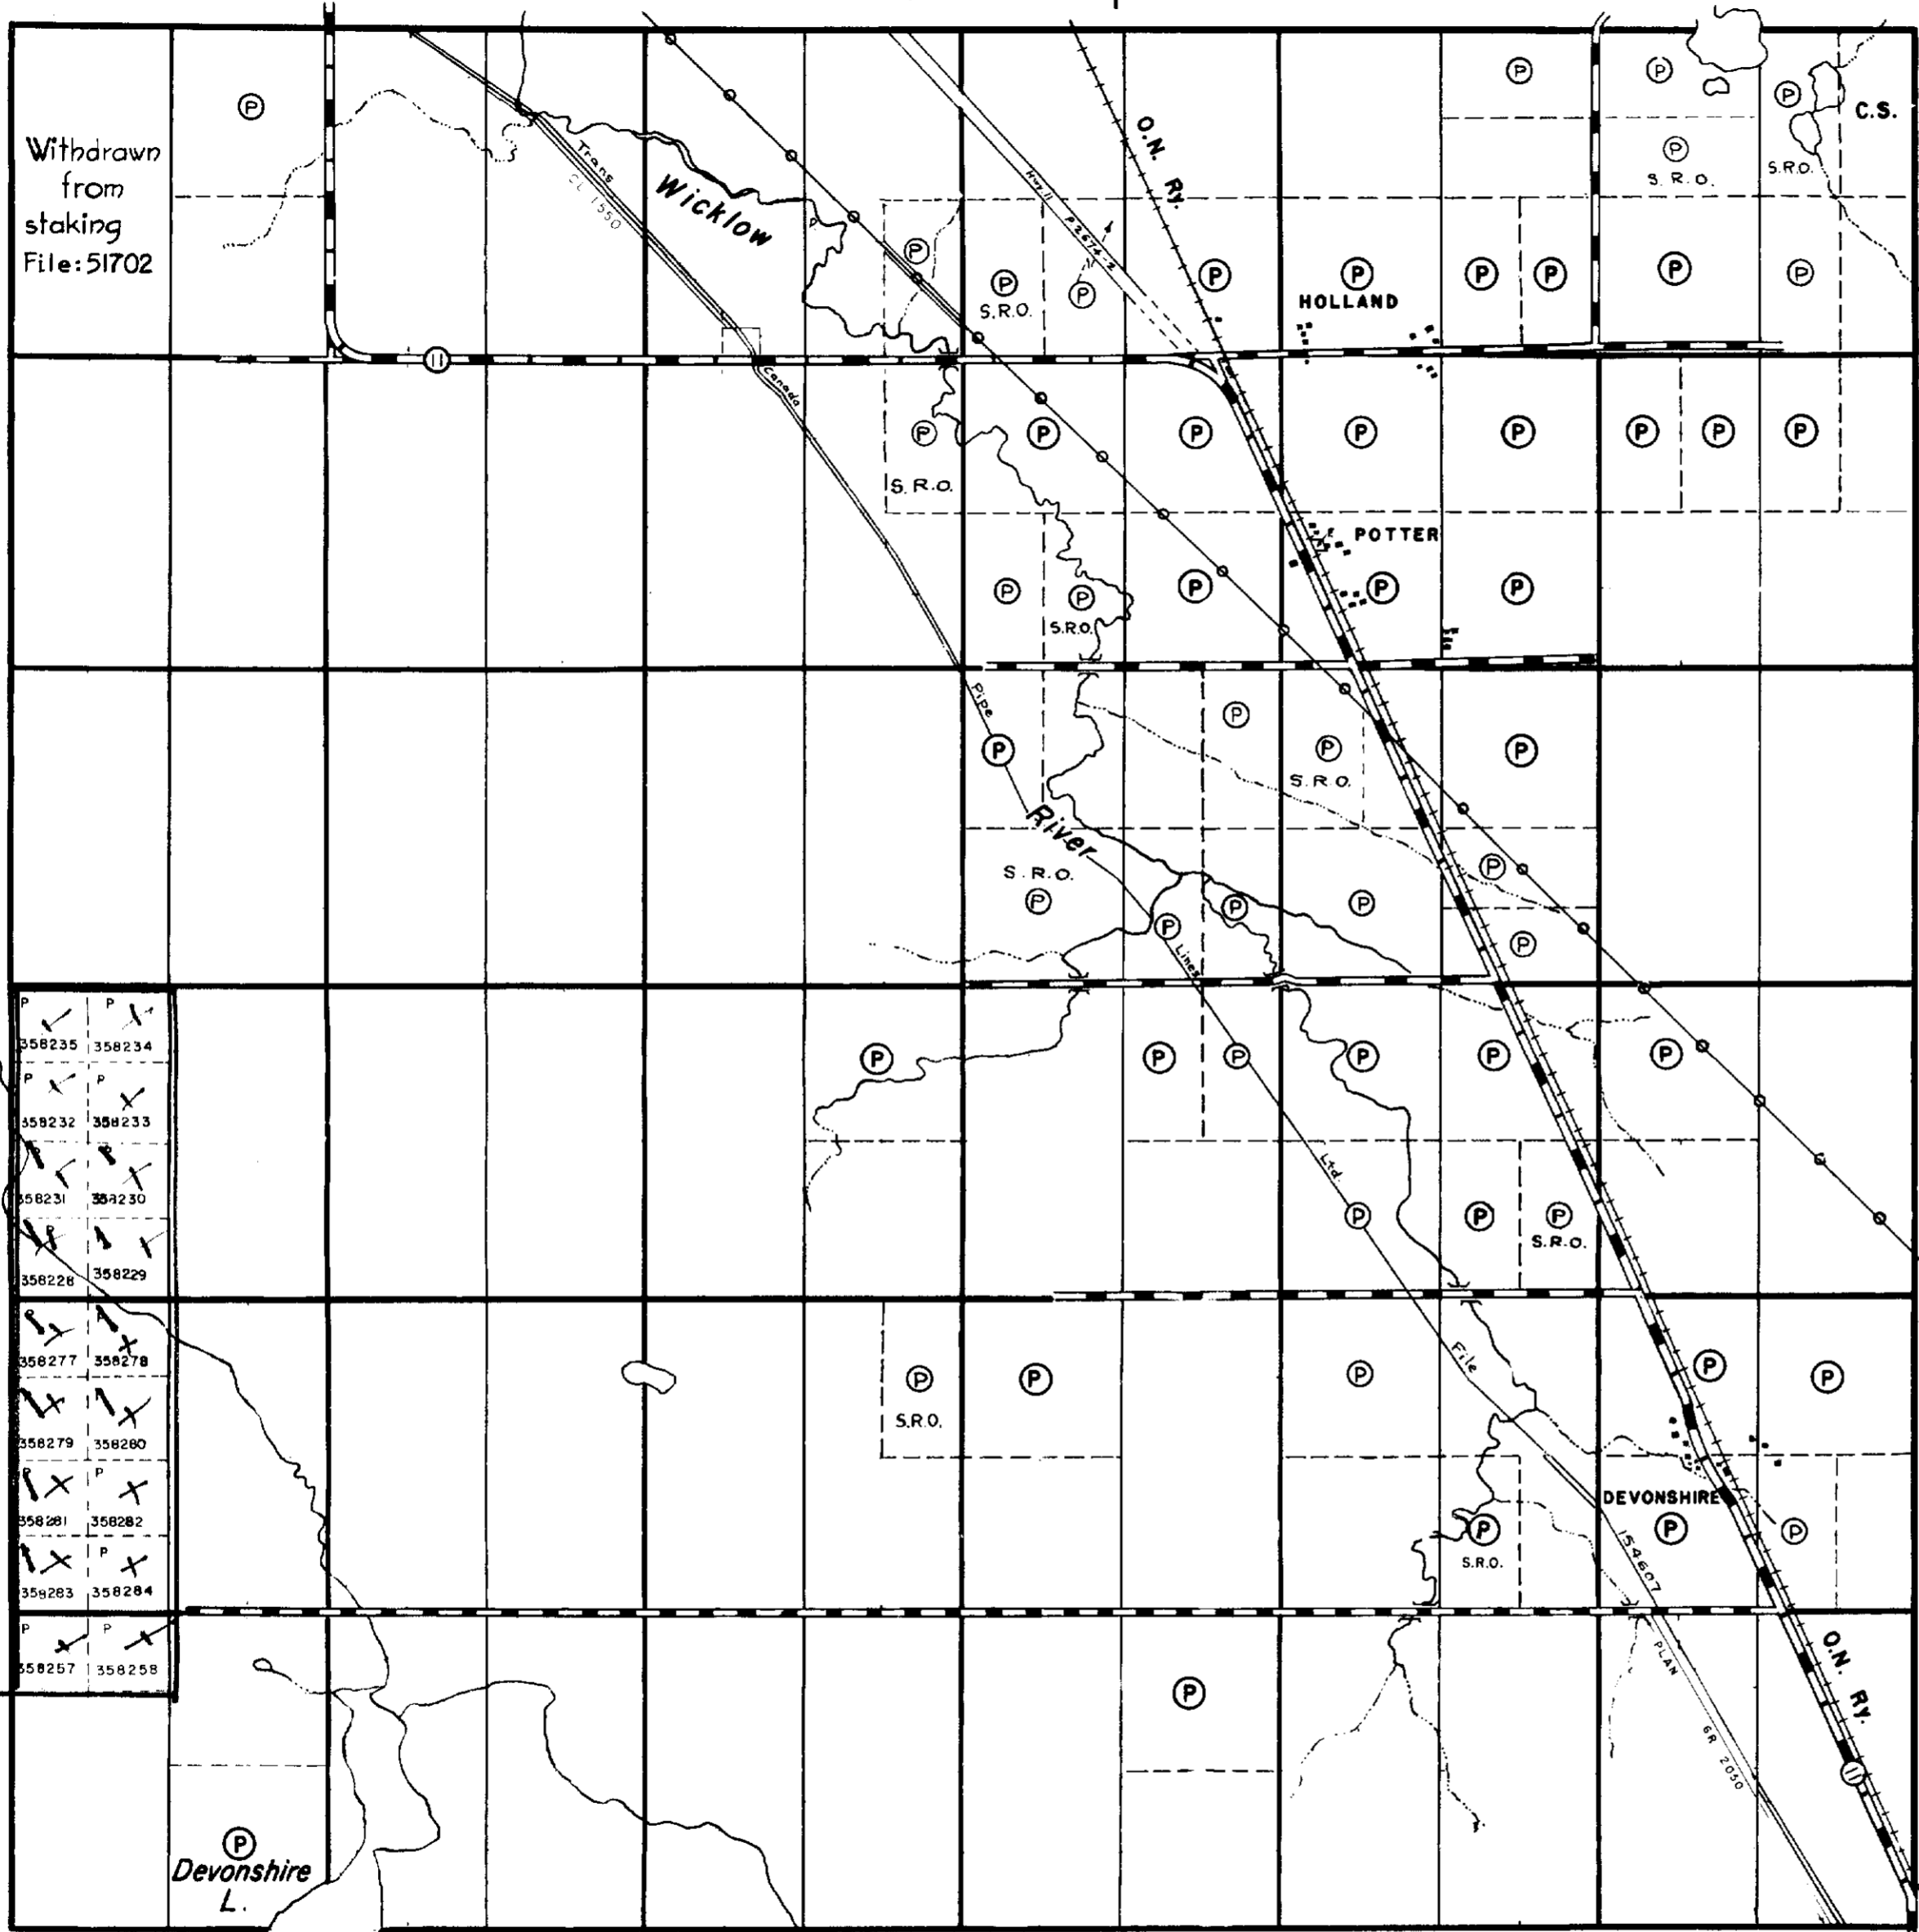 Withdrawn
from
staking
File:51702
P
P
P
P
P
C.S.
S.R.O.
S.R.O.
O.N. Ry.
Trans
Wicklow
Hwy. 11
P
P
S.R.O.
P
P
P
P
P
P
P
HOLLAND
11
Canada
P
S.R.O.
P
P
P
P
P
P
P
POTTER
P
P
S.R.O.
P
P
P
Pipe
P
P
P
S.R.O.
P
River
S.R.O.
P
P
P
P
P
P
Lines
P 358235
P 358234
P
P
P
P
P
P
P 358232
P 358233
358231
358230
Ltd.
P
P
P
S.R.O.
358228
P 358229
358277
358278
File
P
S.R.O.
P
P
P
P
358279
358280
DEVONSHIRE
P 358281
P 358282
P
S.R.O.
P
P
154607
358283
P 358284
P 358257
P 358258
PLAN
6R 2050
O.N. Ry.
P
11
P
Devonshire
L.